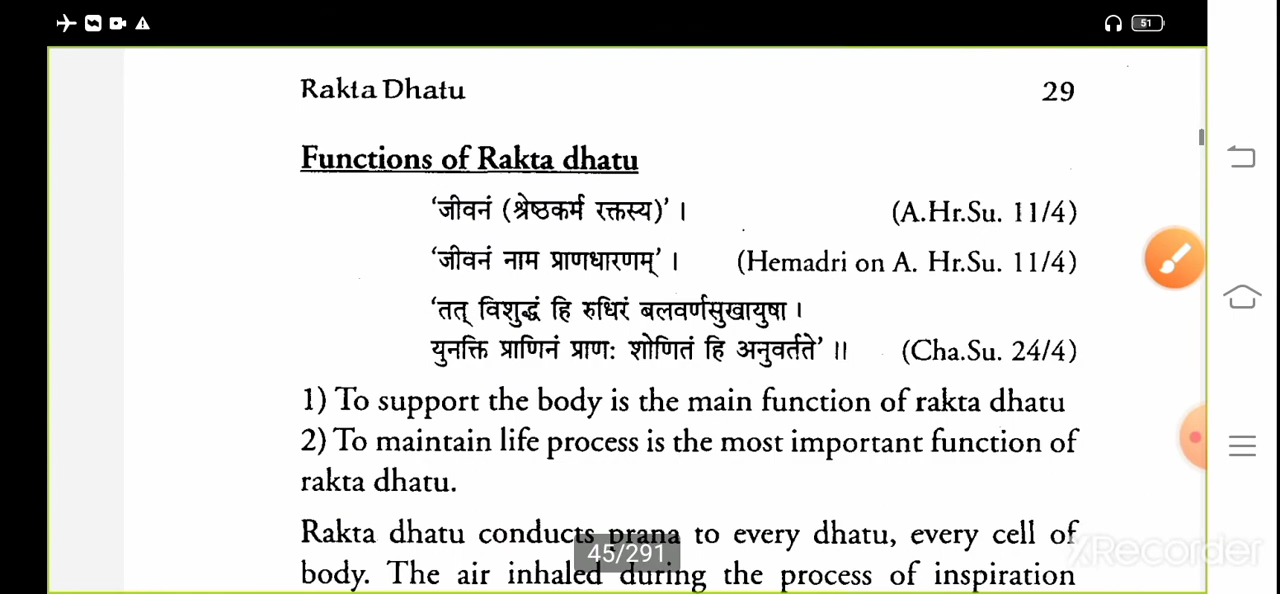 51
Rakta Dhatu 29
Functions of Rakta dhatu
‘जीवनं (श्रेष्ठकर्म रक्तस्य)’ । (A.Hr.Su. 11/4)
‘जीवनं नाम प्राणधारणम्’ । (Hemadri on A. Hr.Su. 11/4)
‘तत् विशुद्धं हि रुधिरं बलवर्णसुखायुषा ।
युनक्ति प्राणिनं प्राणः शोणितं हि अनुवर्तते’ ॥ (Cha.Su. 24/4)
1) To support the body is the main function of rakta dhatu
2) To maintain life process is the most important function of
rakta dhatu.
Rakta dhatu conducts prana to every dhatu, every cell of
45/291
XRecorder
body. The air inhaled during the process of inspiration